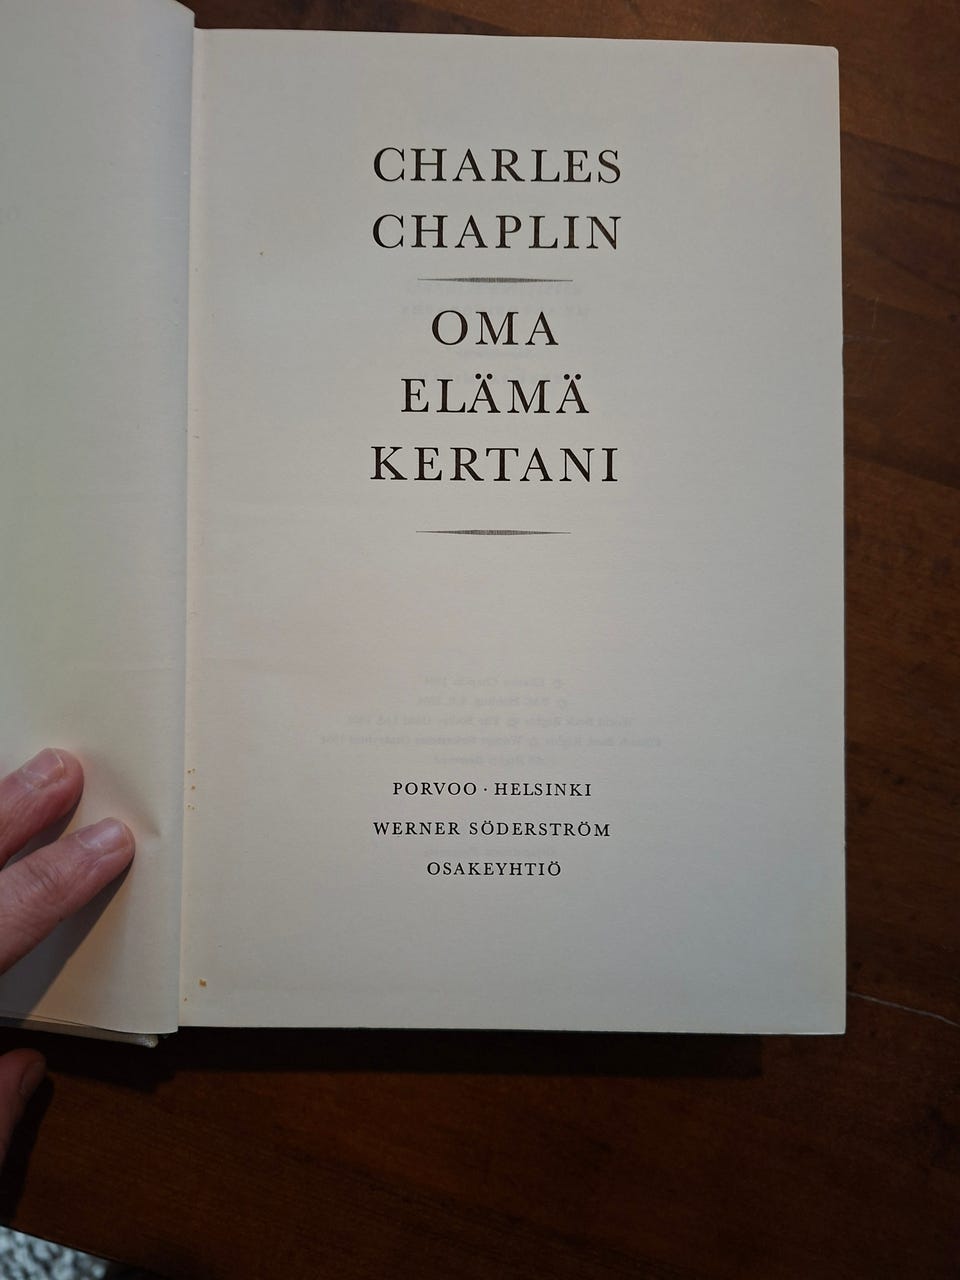 CHARLES
CHAPLIN
OMA
ELÄMÄ
KERTANI
PORVOO · HELSINKI
WERNER SÖDERSTRÖM
OSAKEYHTIÖ